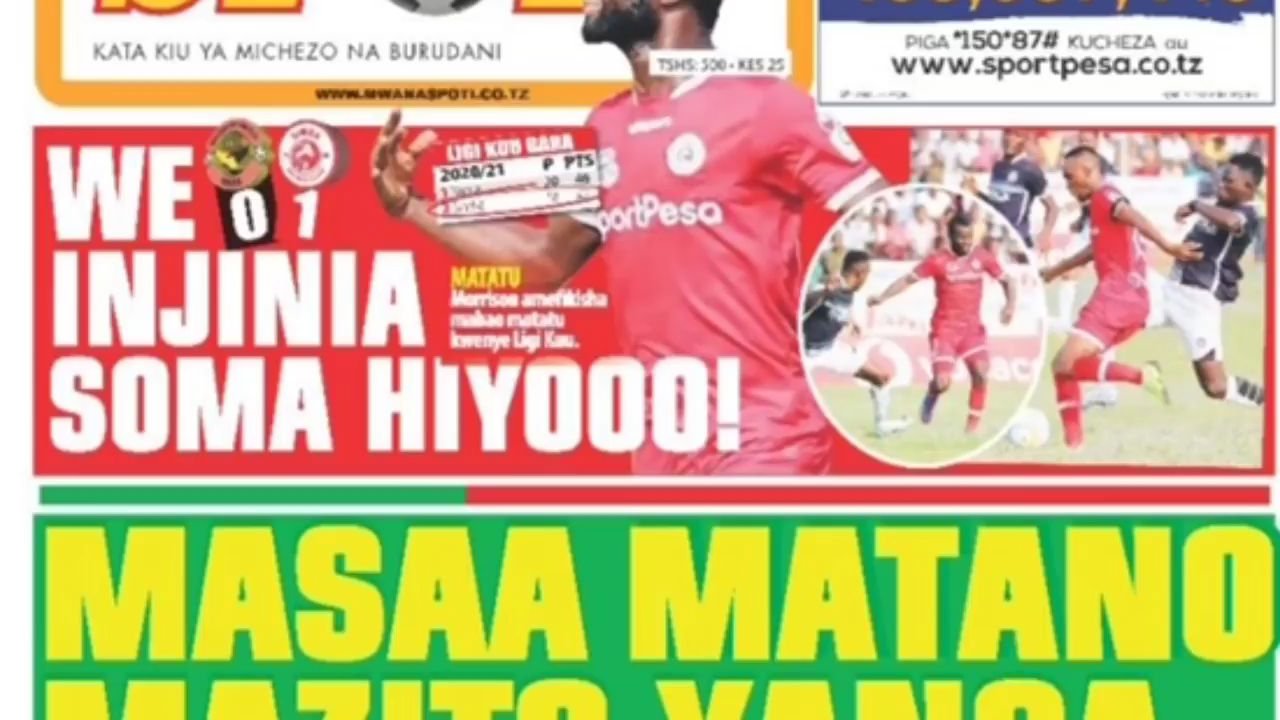 KATA KIU YA MICHEZO NA BURUDANI
TSHS: 500 - KES 25
WWW.MWANASPOTI.CO.TZ
PIGA *150*87# KUCHEZA au
www.sportpesa.co.tz
LIGI KUU BARA
2020/21 P PTS
WE 0 1
INJINIA
SOMA HIYOOO!
MATATU
Morrison amefikisha
mabao matatu
kwenye Ligi Kuu.
SportPesa
MASAA MATANO
MAZITO YANGA